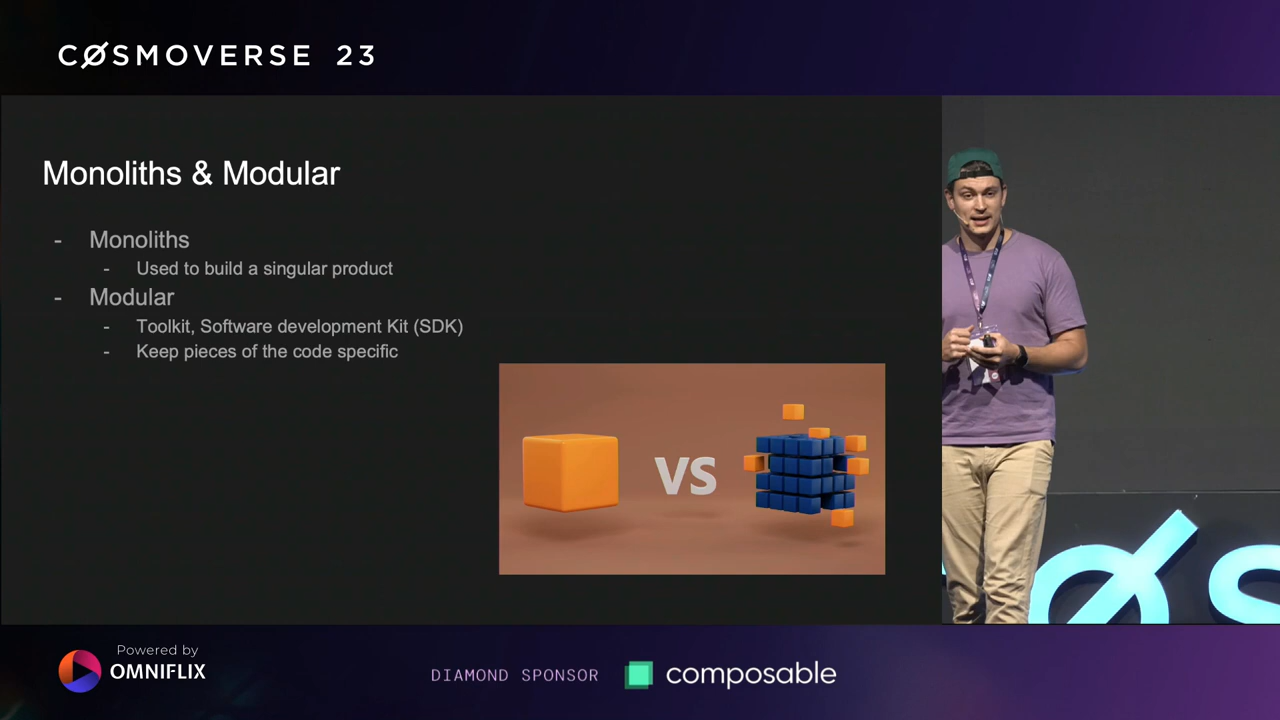 CØSMOVERSE 23
Monoliths & Modular
- Monoliths
- Used to build a singular product
- Modular
- Toolkit, Software development Kit (SDK)
- Keep pieces of the code specific
VS
ØS
Powered by
OMNIFLIX
DIAMOND SPONSOR
composable